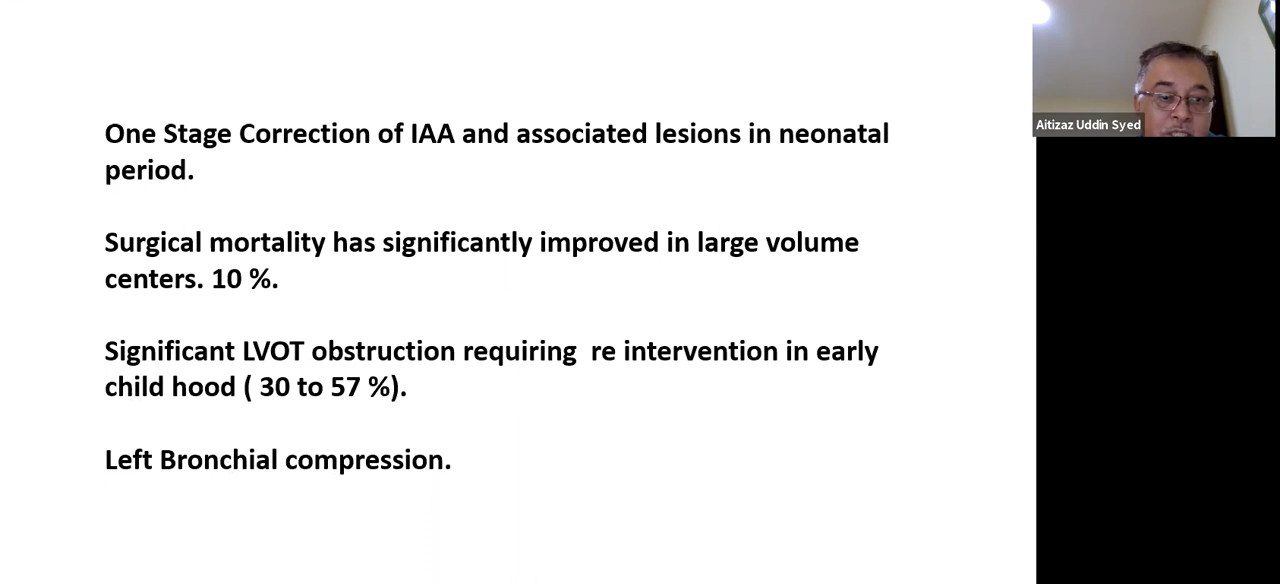 One Stage Correction of IAA and associated lesions in neonatal
period.
Surgical mortality has significantly improved in large volume
centers. 10 %.
Significant LVOT obstruction requiring  re intervention in early
child hood ( 30 to 57 %).
Left Bronchial compression.
Aitizaz Uddin Syed